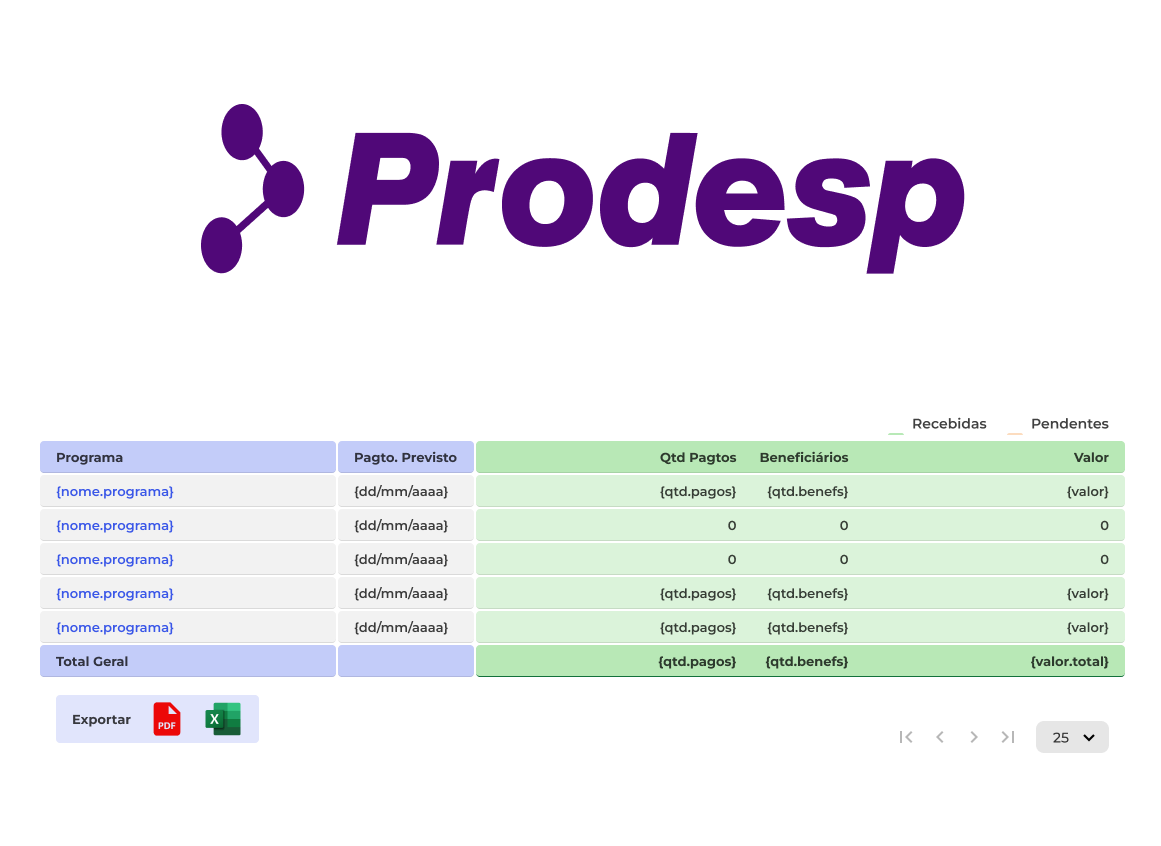 Prodesp
Recebidas Pendentes
Programa Pagto. Previsto Qtd Pagtos Beneficiários Valor
{nome.programa} {dd/mm/aaaa} {qtd.pagos} {qtd.benefs} {valor}
{nome.programa} {dd/mm/aaaa} 0 0 0
{nome.programa} {dd/mm/aaaa} 0 0 0
{nome.programa} {dd/mm/aaaa} {qtd.pagos} {qtd.benefs} {valor}
{nome.programa} {dd/mm/aaaa} {qtd.pagos} {qtd.benefs} {valor}
Total Geral {qtd.pagos} {qtd.benefs} {valor.total}
Exportar PDF X
25